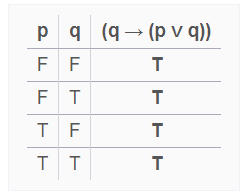 p q (q → (p ∨ q))
F F T
F T T
T F T
T T T